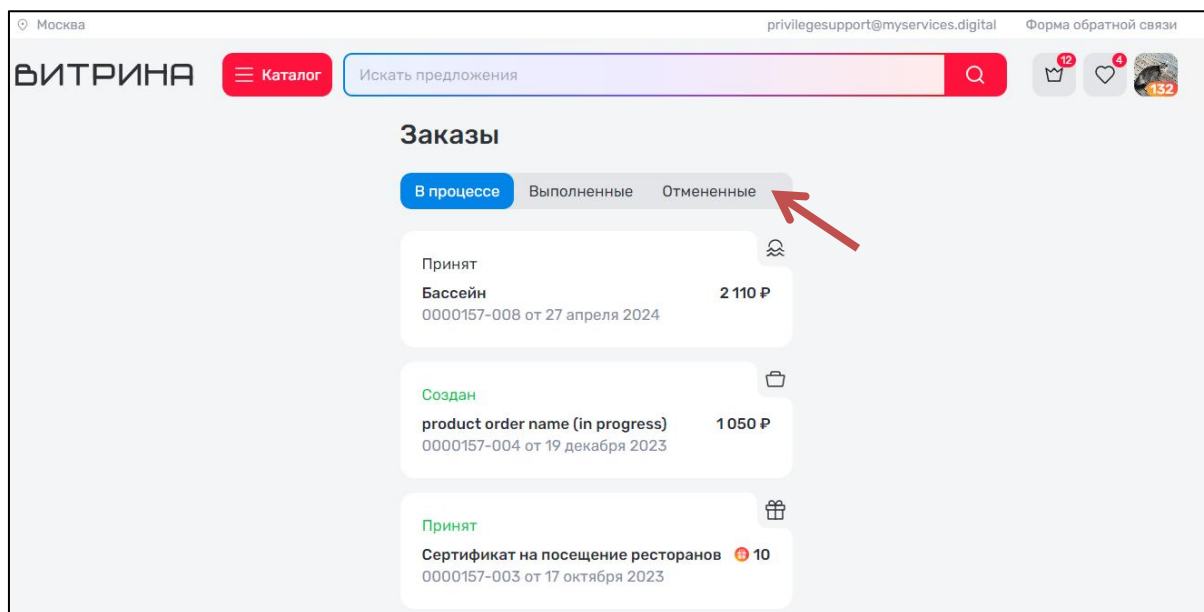 Москва privilegesupport@myservices.digital Форма обратной связи
ВИТРИНА Каталог Искать предложения 12 4 132
Заказы
В процессе Выполненные Отмененные
Принят
Бассейн 2 110 ₽
0000157-008 от 27 апреля 2024
Создан
product order name (in progress) 1 050 ₽
0000157-004 от 19 декабря 2023
Принят
Сертификат на посещение ресторанов 10
0000157-003 от 17 октября 2023